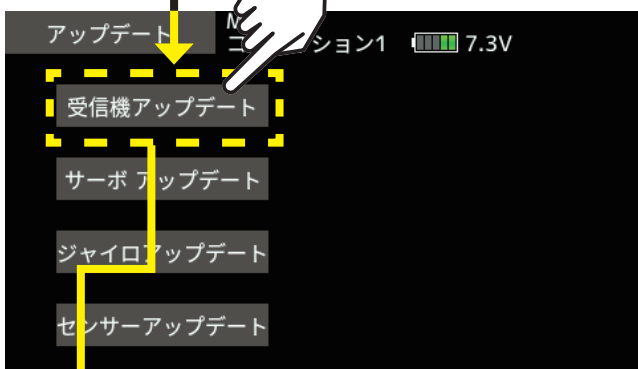 アップデート
ション1 7.3V
受信機アップデート
サーボ アップデート
ジャイロアップデート
センサーアップデート